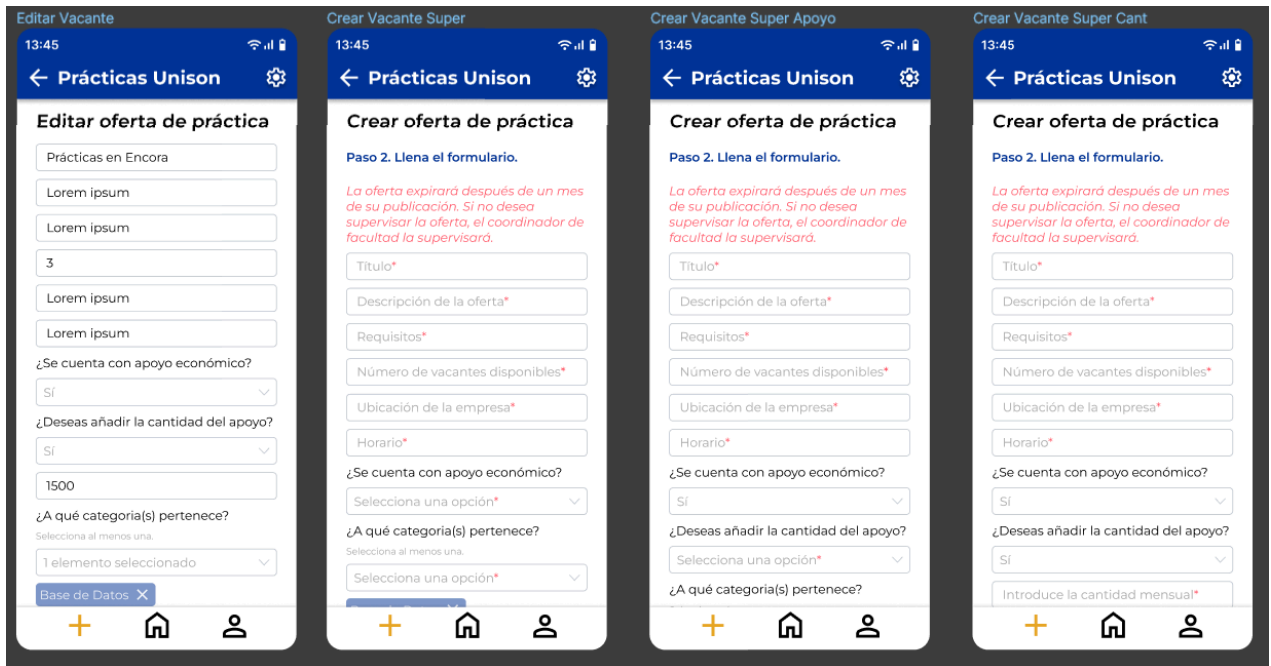 Editar Vacante
13:45
Prácticas Unison
Editar oferta de práctica
Prácticas en Encora
Lorem ipsum
Lorem ipsum
3
Lorem ipsum
Lorem ipsum
¿Se cuenta con apoyo económico?
Sí
¿Deseas añadir la cantidad del apoyo?
Sí
1500
¿A qué categoria(s) pertenece?
Selecciona al menos una.
1 elemento seleccionado
Base de Datos X
Crear Vacante Super
13:45
Prácticas Unison
Crear oferta de práctica
Paso 2. Llena el formulario.
La oferta expirará después de un mes
de su publicación. Si no desea
supervisar la oferta, el coordinador de
facultad la supervisará.
Título*
Descripción de la oferta*
Requisitos*
Número de vacantes disponibles*
Ubicación de la empresa*
Horario*
¿Se cuenta con apoyo económico?
Selecciona una opción*
¿A qué categoria(s) pertenece?
Selecciona al menos una.
Selecciona una opción*
Crear Vacante Super Apoyo
13:45
Prácticas Unison
Crear oferta de práctica
Paso 2. Llena el formulario.
La oferta expirará después de un mes
de su publicación. Si no desea
supervisar la oferta, el coordinador de
facultad la supervisará.
Título*
Descripción de la oferta*
Requisitos*
Número de vacantes disponibles*
Ubicación de la empresa*
Horario*
¿Se cuenta con apoyo económico?
Sí
¿Deseas añadir la cantidad del apoyo?
Selecciona una opción*
¿A qué categoria(s) pertenece?
Crear Vacante Super Cant
13:45
Prácticas Unison
Crear oferta de práctica
Paso 2. Llena el formulario.
La oferta expirará después de un mes
de su publicación. Si no desea
supervisar la oferta, el coordinador de
facultad la supervisará.
Título*
Descripción de la oferta*
Requisitos*
Número de vacantes disponibles*
Ubicación de la empresa*
Horario*
¿Se cuenta con apoyo económico?
Sí
¿Deseas añadir la cantidad del apoyo?
Sí
Introduce la cantidad mensual*